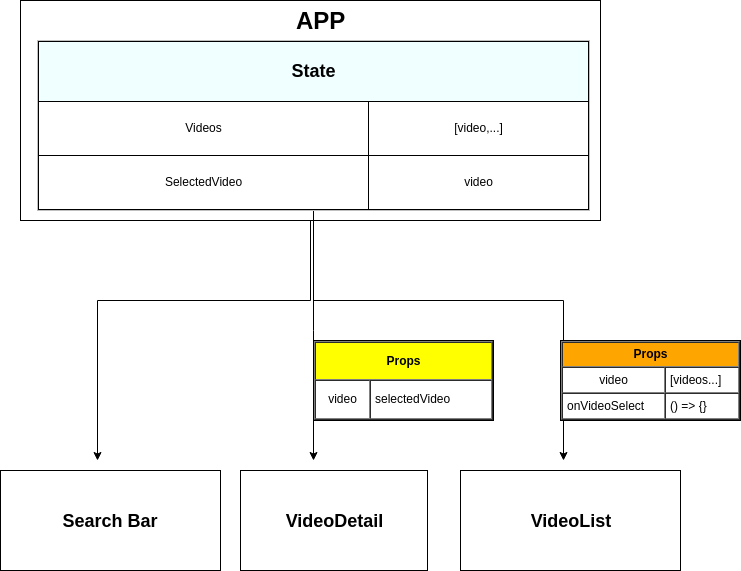 APP
State
Videos [video,...]
SelectedVideo video
Props
video selectedVideo
Props
video [videos...]
onVideoSelect () => {}
Search Bar
VideoDetail
VideoList